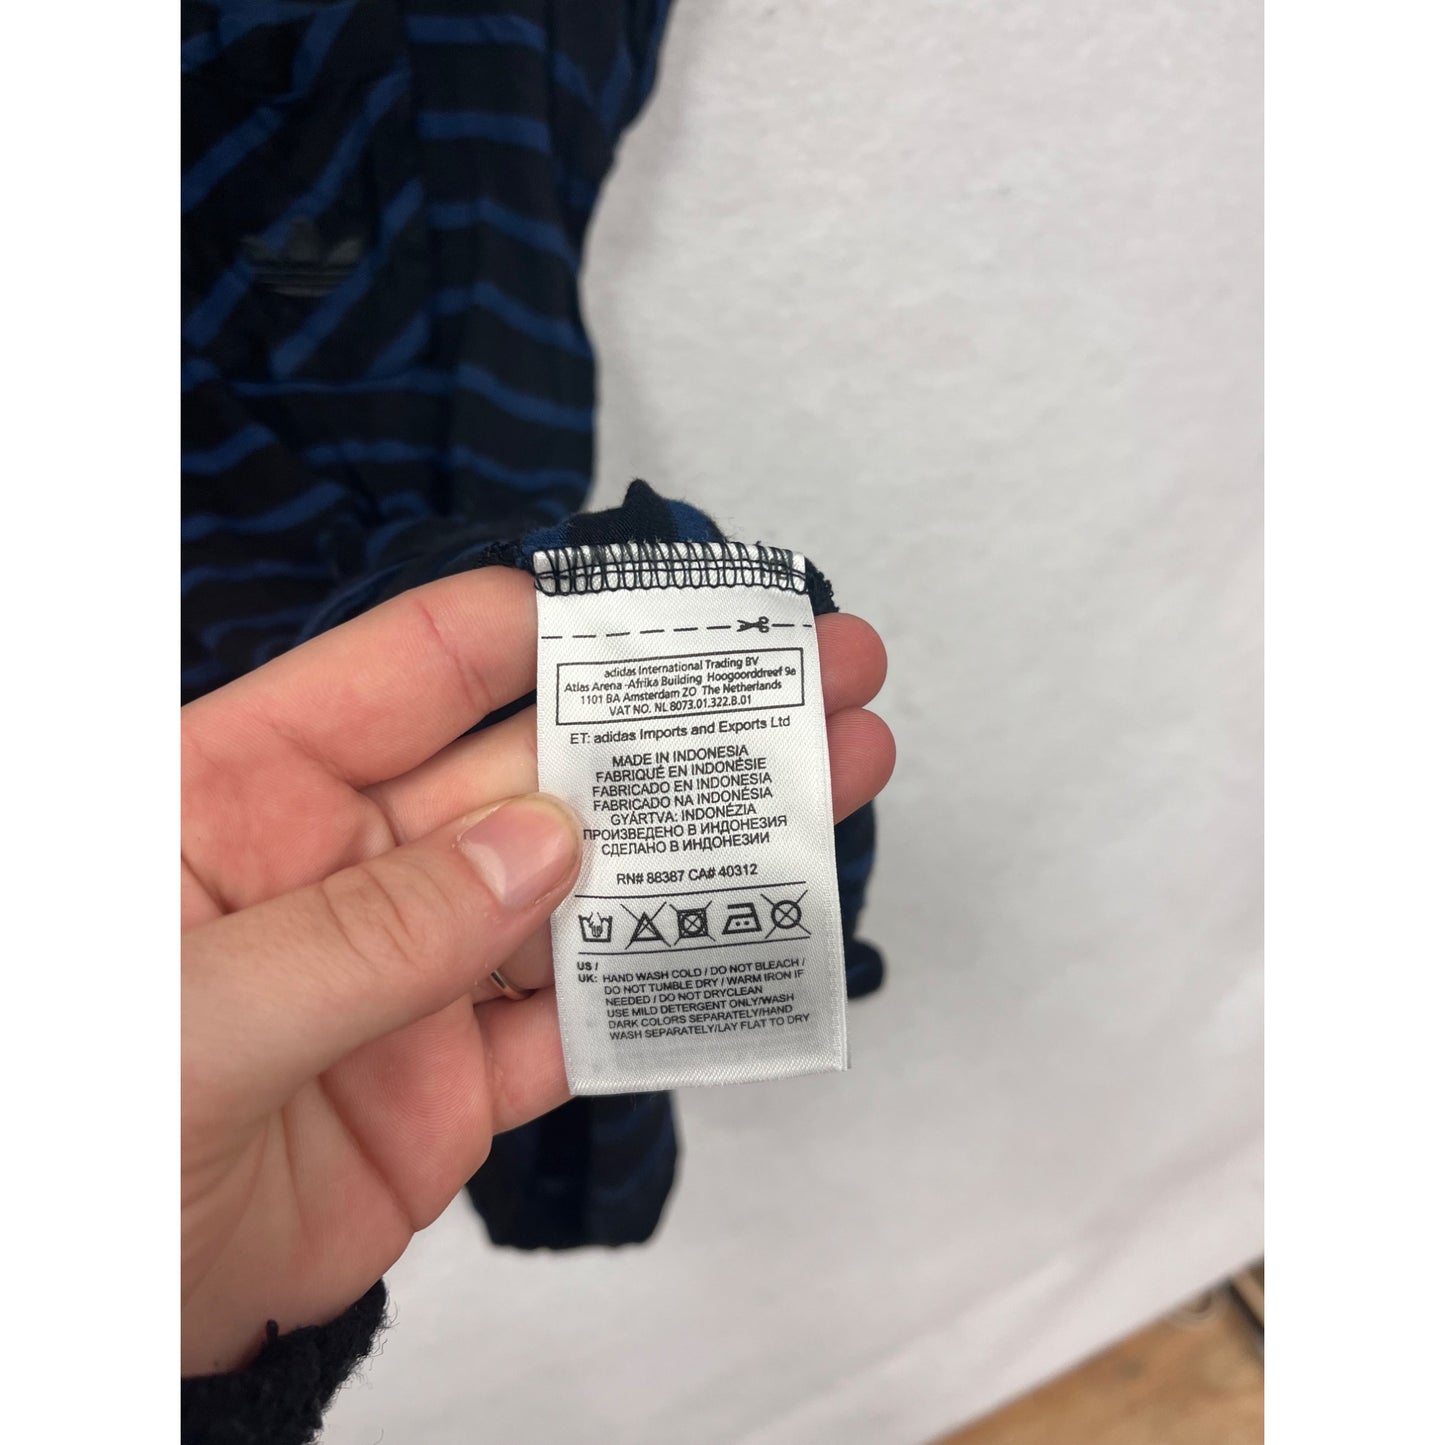 adidas International Trading BV
Atlas Arena -Afrika Building Hoogoorddreef 9a
1101 BA Amsterdam ZO The Netherlands
VAT NO. NL 8073.01.322.B.01
ET: adidas Imports and Exports Ltd
MADE IN INDONESIA
FABRIQUÉ EN INDONÉSIE
FABRICADO EN INDONESIA
FABRICADO NA INDONÉSIA
GYÁRTVA: INDONÉZIA
ПРОИЗВЕДЕНО В ИНДОНЕЗИЯ
СДЕЛАНО В ИНДОНЕЗИИ
RN# 88387 CA# 40312
US /
UK: HAND WASH COLD / DO NOT BLEACH /
DO NOT TUMBLE DRY / WARM IRON IF
NEEDED / DO NOT DRYCLEAN
USE MILD DETERGENT ONLY/WASH
DARK COLORS SEPARATELY/HAND
WASH SEPARATELY/LAY FLAT TO DRY